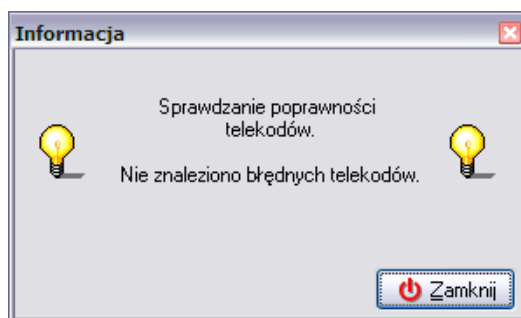 Informacja
Sprawdzanie poprawności
telekodów.
Nie znaleziono błędnych telekodów.
Zamknij